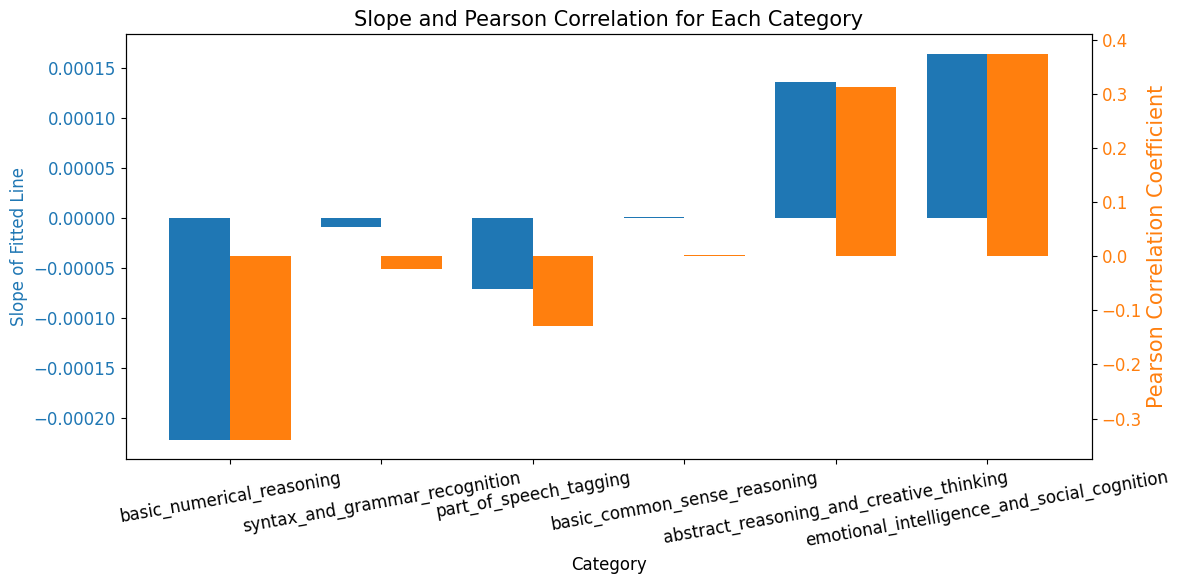 Slope and Pearson Correlation for Each Category
0.00015
0.00010
0.00005
0.00000
−0.00005
−0.00010
−0.00015
−0.00020
Slope of Fitted Line
0.4
0.3
0.2
0.1
0.0
−0.1
−0.2
−0.3
Pearson Correlation Coefficient
basic_numerical_reasoning
syntax_and_grammar_recognition
part_of_speech_tagging
basic_common_sense_reasoning
abstract_reasoning_and_creative_thinking
emotional_intelligence_and_social_cognition
Category